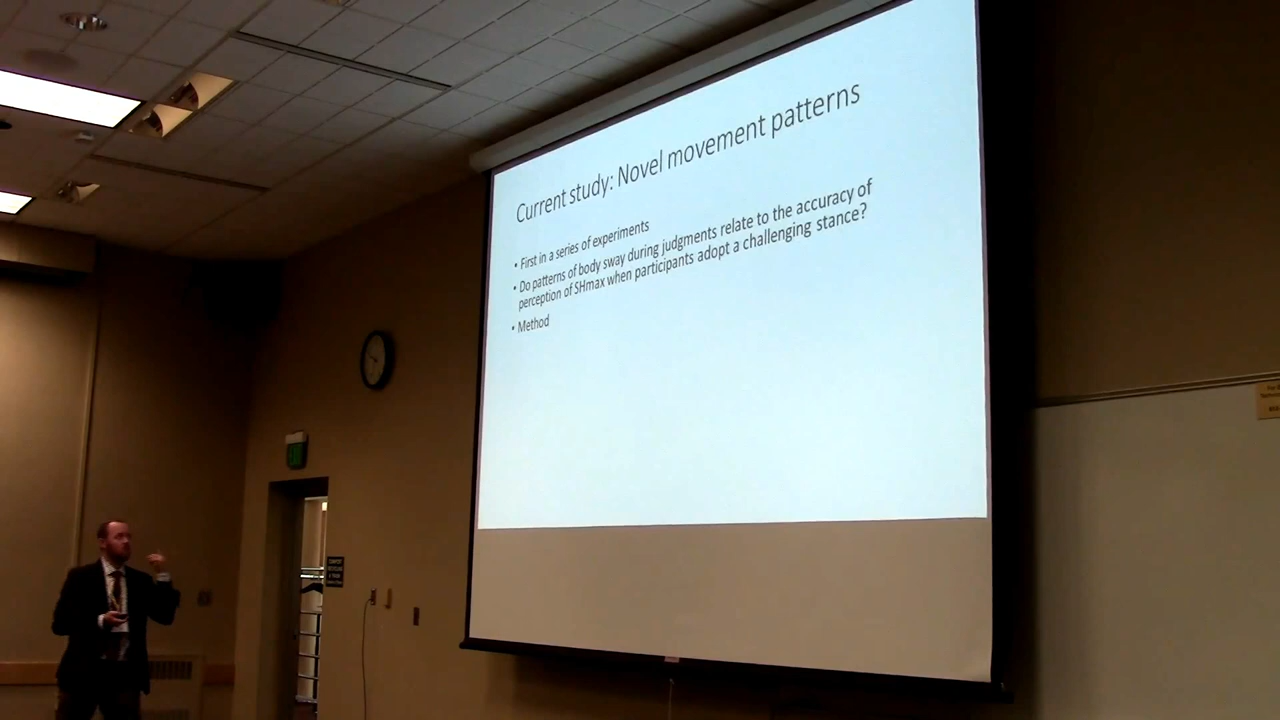 Current study: Novel movement patterns
• First in a series of experiments
• Do patterns of body sway during judgments relate to the accuracy of
perception of SHmax when participants adopt a challenging stance?
• Method